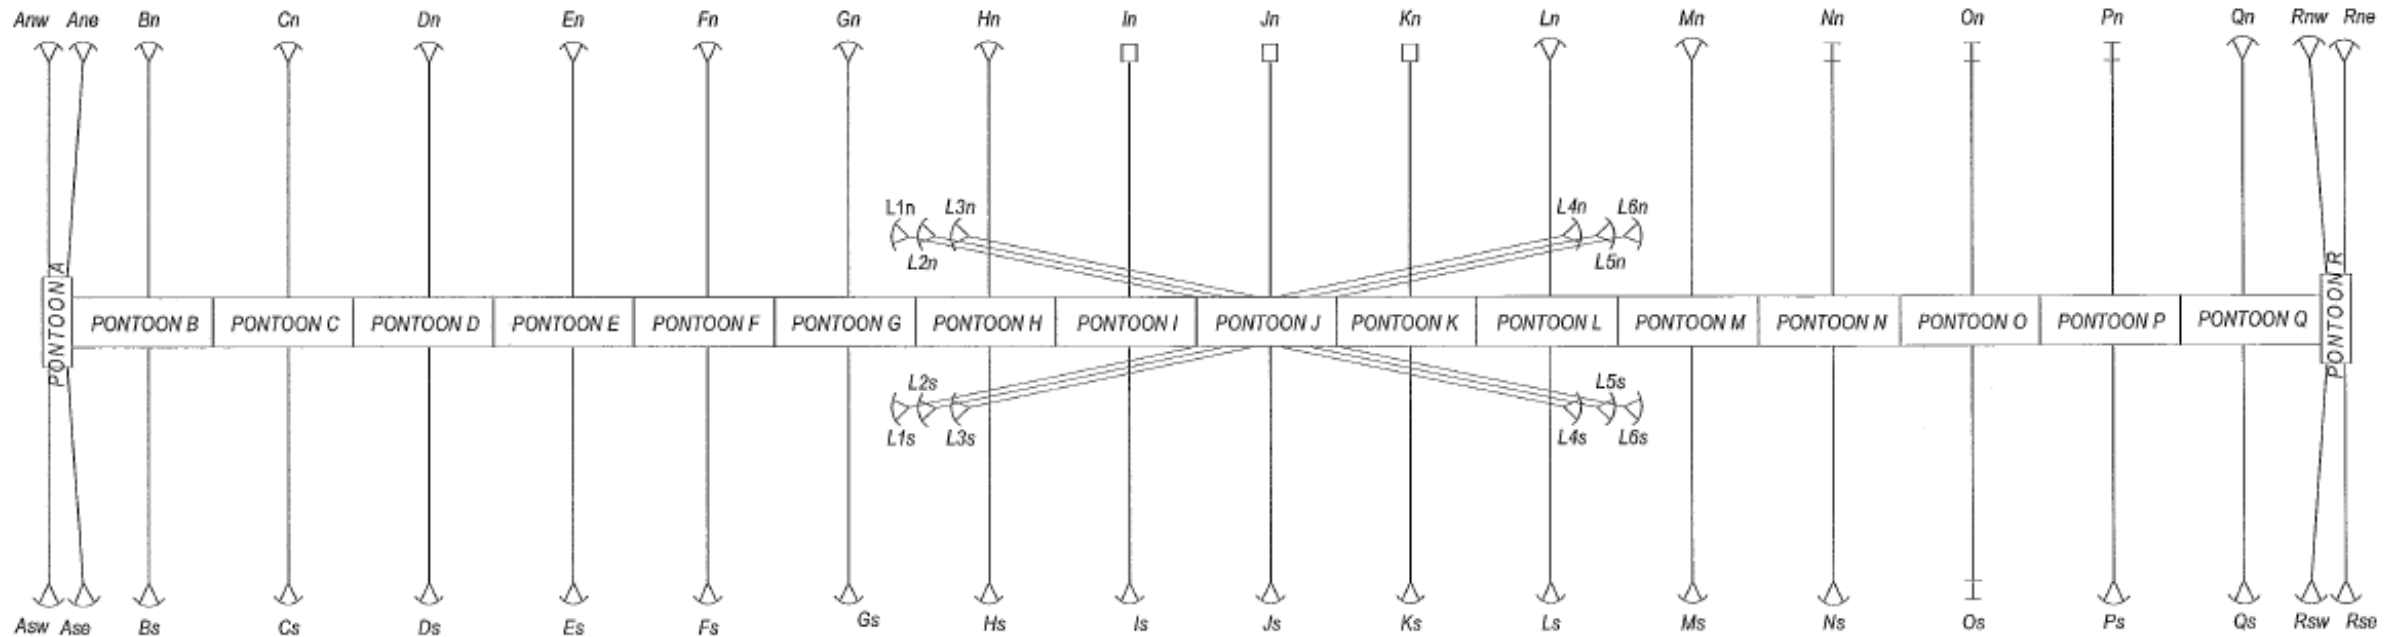 Anw Ane Bn Cn Dn En Fn Gn Hn In Jn Kn Ln Mn Nn On Pn Qn Rnw Rne
L1n L3n L4n L6n
L2n L5n
PONTOON A PONTOON B PONTOON C PONTOON D PONTOON E PONTOON F PONTOON G PONTOON H PONTOON I PONTOON J PONTOON K PONTOON L PONTOON M PONTOON N PONTOON O PONTOON P PONTOON Q PONTOON R
L2s L5s
L1s L3s L4s L6s
Asw Ase Bs Cs Ds Es Fs Gs Hs Is Js Ks Ls Ms Ns Os Ps Qs Rsw Rse